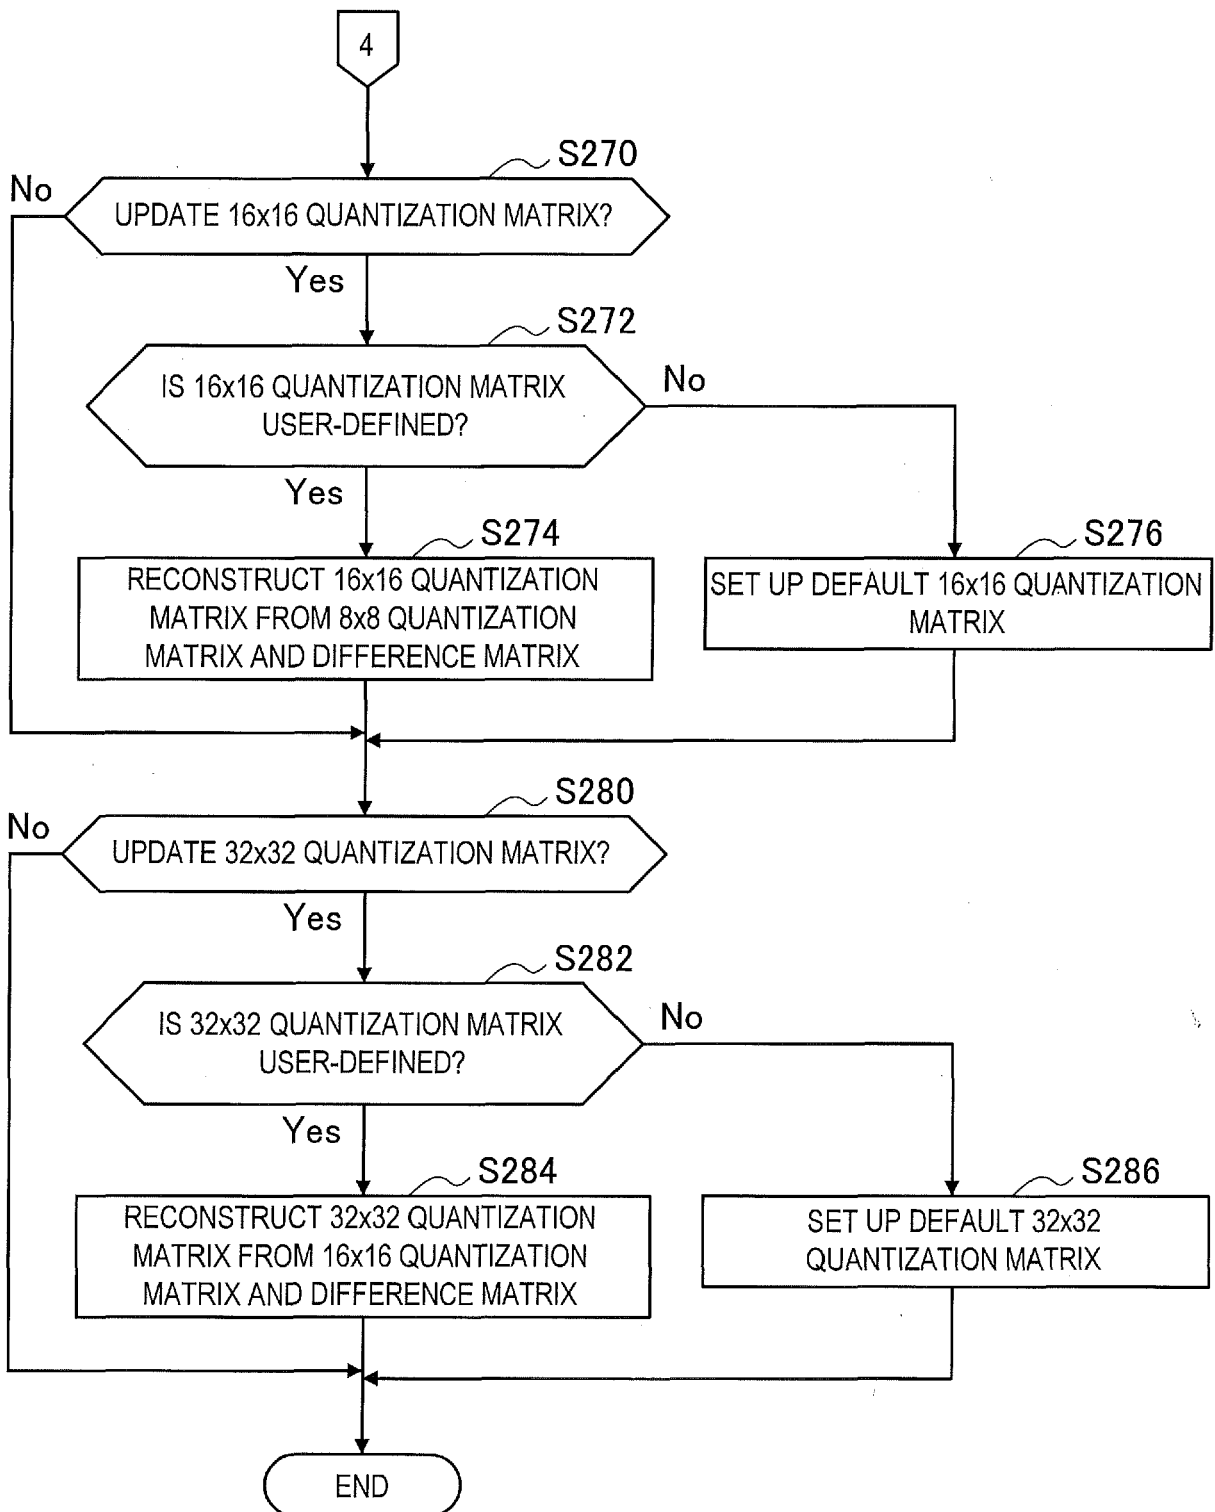 4
S270
No
UPDATE 16x16 QUANTIZATION MATRIX?
Yes
S272
IS 16x16 QUANTIZATION MATRIX
USER-DEFINED?
No
Yes
S274
RECONSTRUCT 16x16 QUANTIZATION
MATRIX FROM 8x8 QUANTIZATION
MATRIX AND DIFFERENCE MATRIX
S276
SET UP DEFAULT 16x16 QUANTIZATION
MATRIX
S280
No
UPDATE 32x32 QUANTIZATION MATRIX?
Yes
S282
IS 32x32 QUANTIZATION MATRIX
USER-DEFINED?
No
Yes
S284
RECONSTRUCT 32x32 QUANTIZATION
MATRIX FROM 16x16 QUANTIZATION
MATRIX AND DIFFERENCE MATRIX
S286
SET UP DEFAULT 32x32
QUANTIZATION MATRIX
END